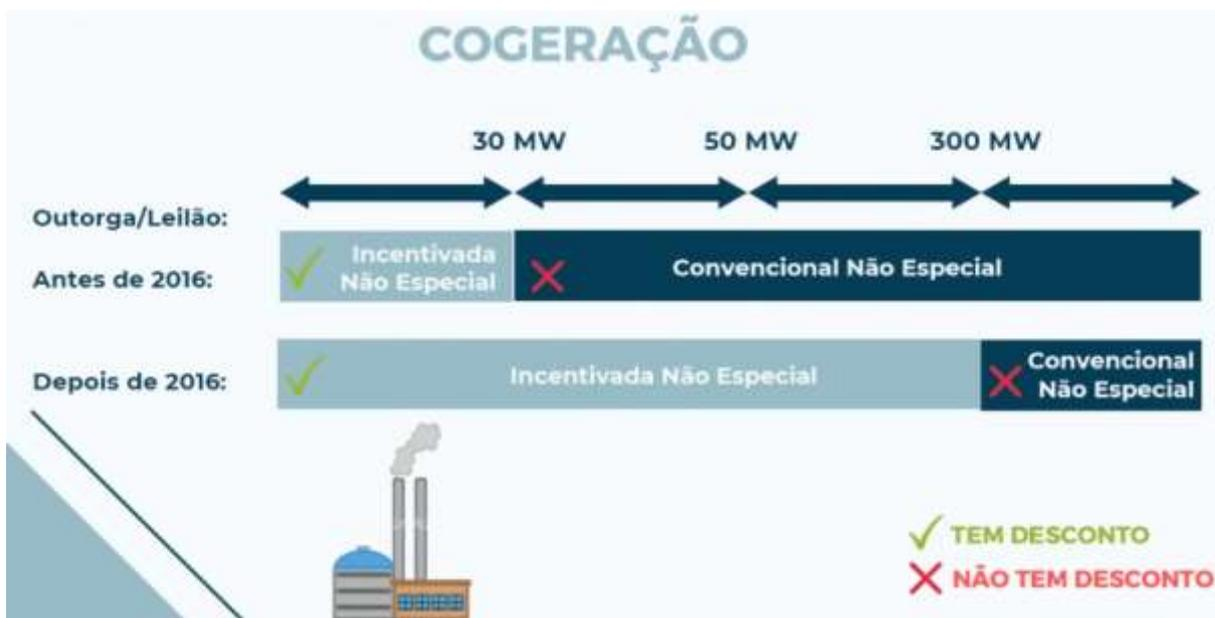 COGERAÇÃO
30 MW
50 MW
300 MW
Outorga/Leilão:
Antes de 2016:
Incentivada
Não Especial
Convencional Não Especial
Depois de 2016:
Incentivada Não Especial
Convencional
Não Especial
TEM DESCONTO
NÃO TEM DESCONTO